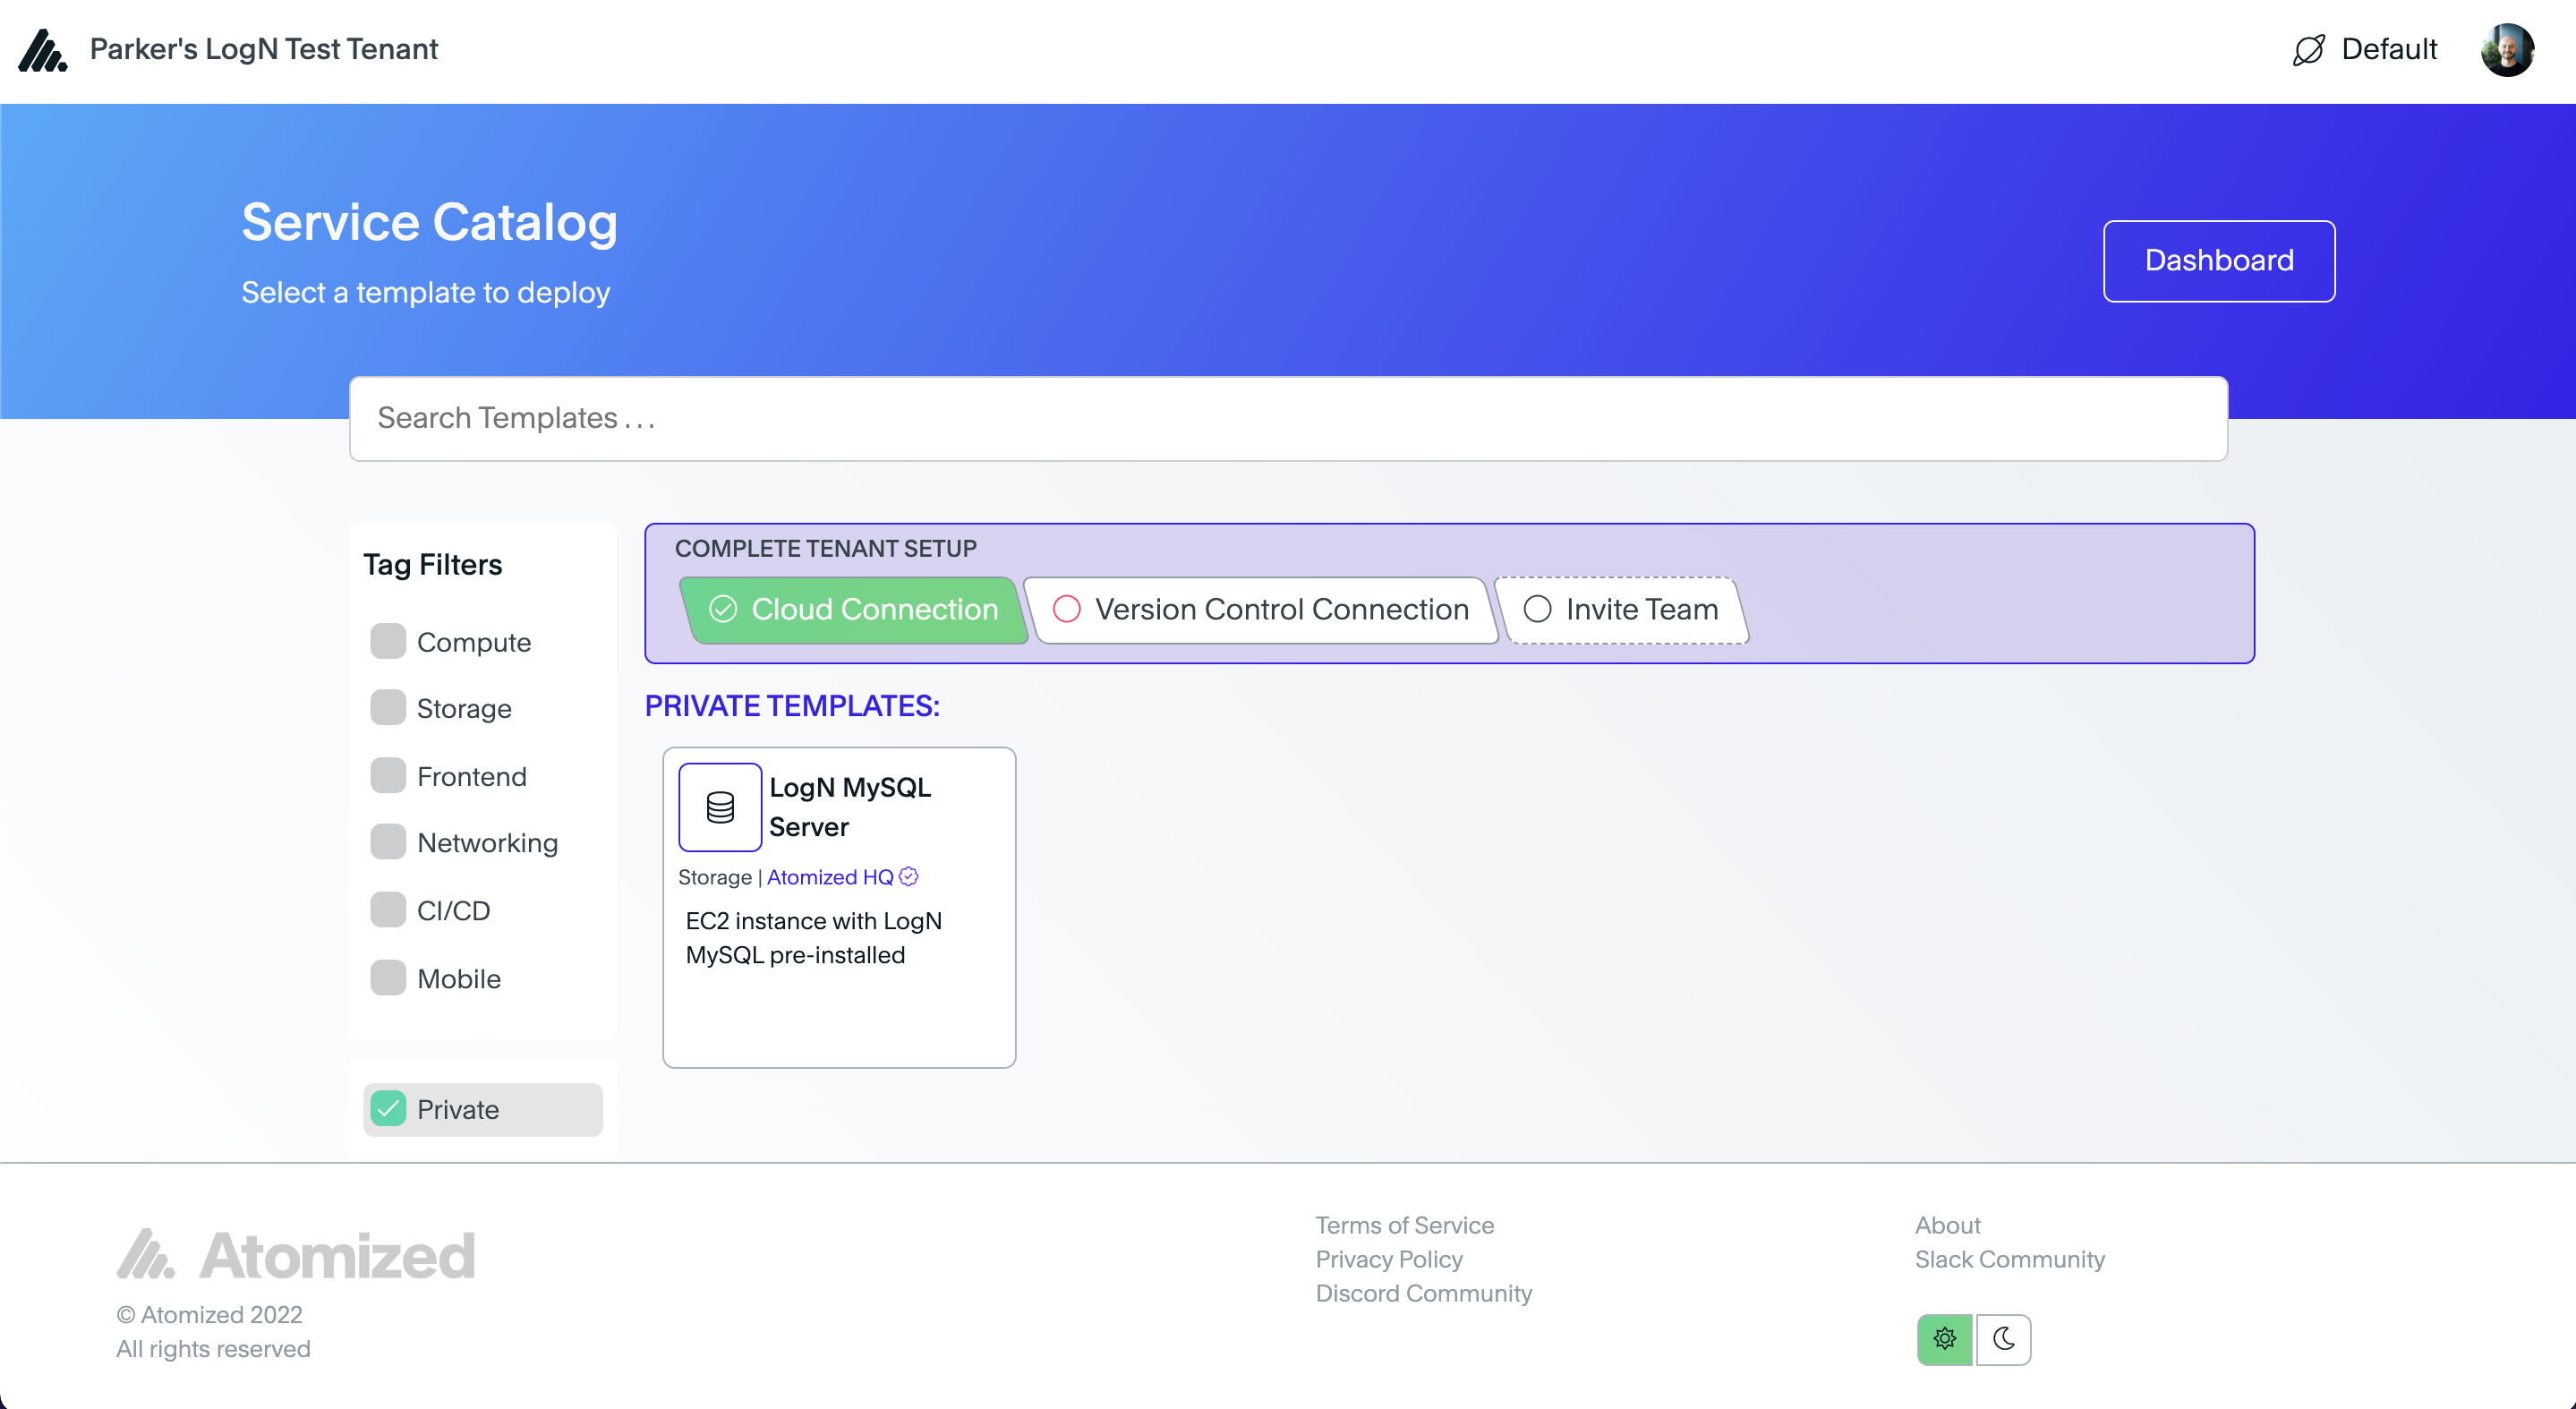 Parker's LogN Test Tenant
Default
Service Catalog
Select a template to deploy
Dashboard
Search Templates . . .
Tag Filters
Compute
Storage
Frontend
Networking
CI/CD
Mobile
Private
COMPLETE TENANT SETUP
Cloud Connection
Version Control Connection
Invite Team
PRIVATE TEMPLATES:
LogN MySQL
Server
Storage | Atomized HQ
EC2 instance with LogN
MySQL pre-installed
Atomized
© Atomized 2022
All rights reserved
Terms of Service
Privacy Policy
Discord Community
About
Slack Community